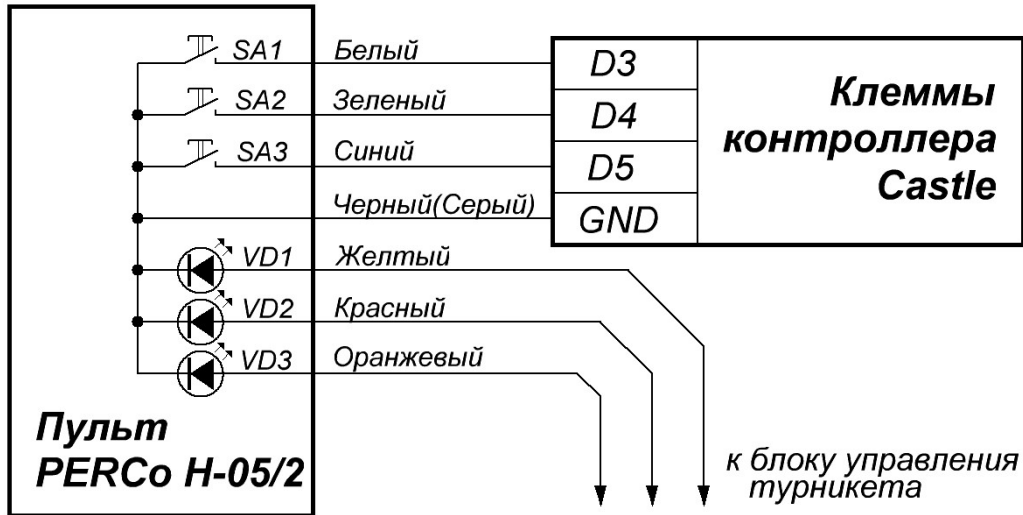 SA1 Белый
SA2 Зеленый
SA3 Синий
Черный(Серый)
VD1 Желтый
VD2 Красный
VD3 Оранжевый
Пульт
PERCo H-05/2
D3
D4
D5
GND
Клеммы
контроллера
Castle
к блоку управления
турникета